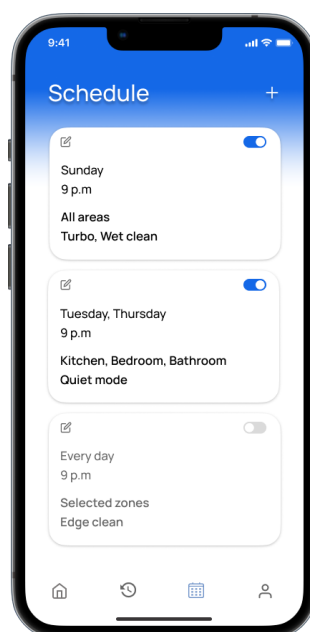 9:41
Schedule
Sunday
9 p.m
All areas
Turbo, Wet clean
Tuesday, Thursday
9 p.m
Kitchen, Bedroom, Bathroom
Quiet mode
Every day
9 p.m
Selected zones
Edge clean